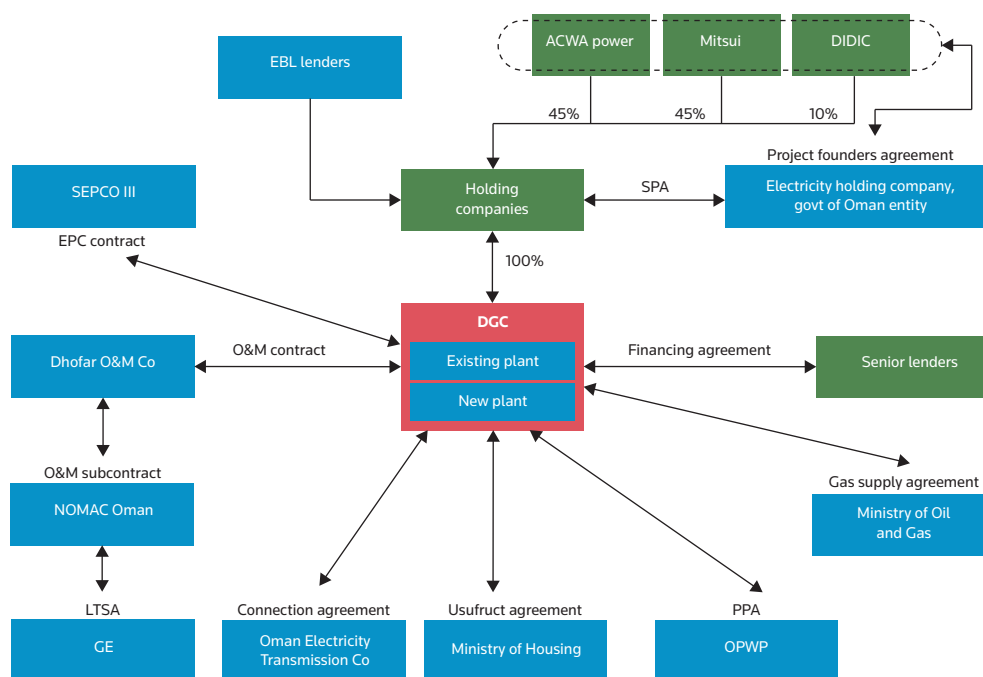 ACWA power
Mitsui
DIDIC
EBL lenders
45%
45%
10%
Project founders agreement
SEPCO III
Holding
companies
SPA
Electricity holding company,
govt of Oman entity
EPC contract
100%
DGC
Dhofar O&M Co
O&M contract
Existing plant
New plant
Financing agreement
Senior lenders
O&M subcontract
NOMAC Oman
Gas supply agreement
Ministry of Oil
and Gas
LTSA
GE
Connection agreement
Oman Electricity
Transmission Co
Usufruct agreement
Ministry of Housing
PPA
OPWP